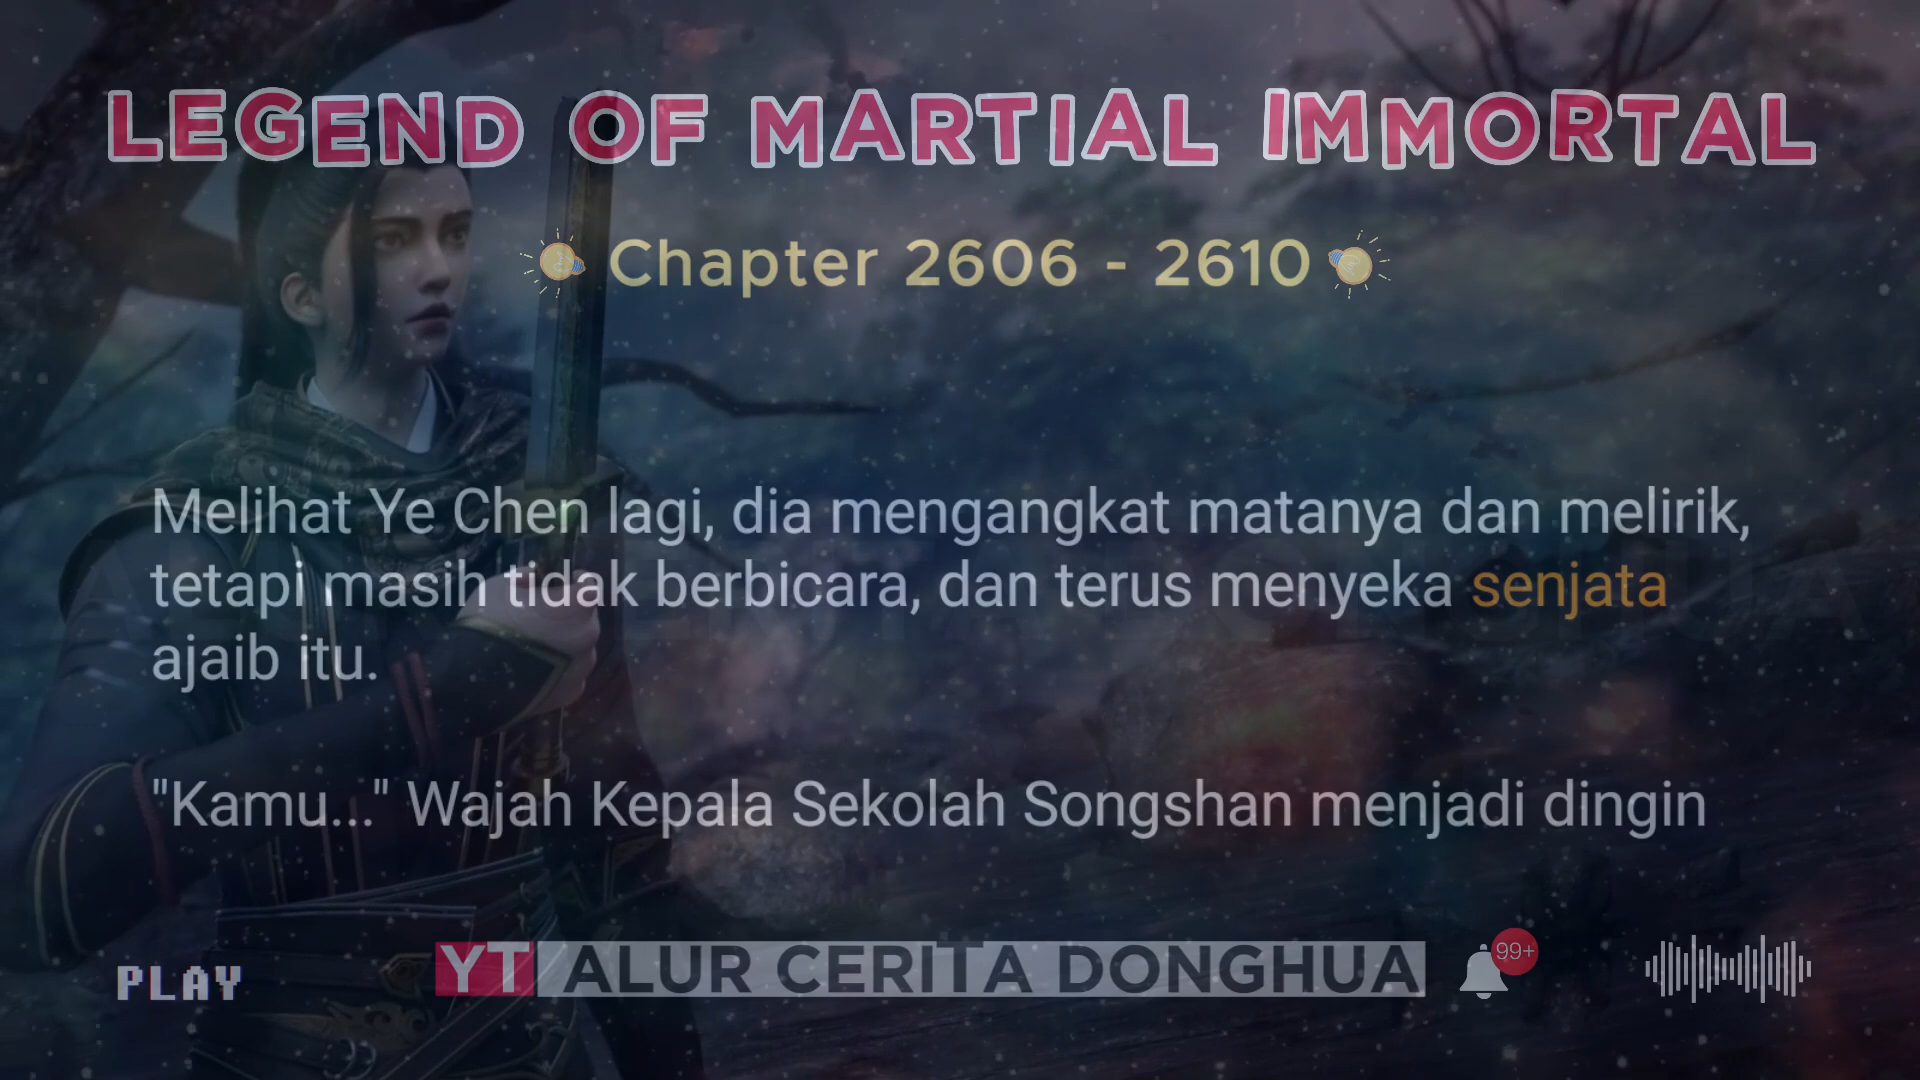 LEGEND OF MARTIAL IMMORTAL
Chapter 2606 - 2610
Melihat Ye Chen lagi, dia mengangkat matanya dan melirik,
tetapi masih tidak berbicara, dan terus menyeka senjata
ajaib itu.
"Kamu..." Wajah Kepala Sekolah Songshan menjadi dingin
PLAY
YT ALUR CERITA DONGHUA
99+